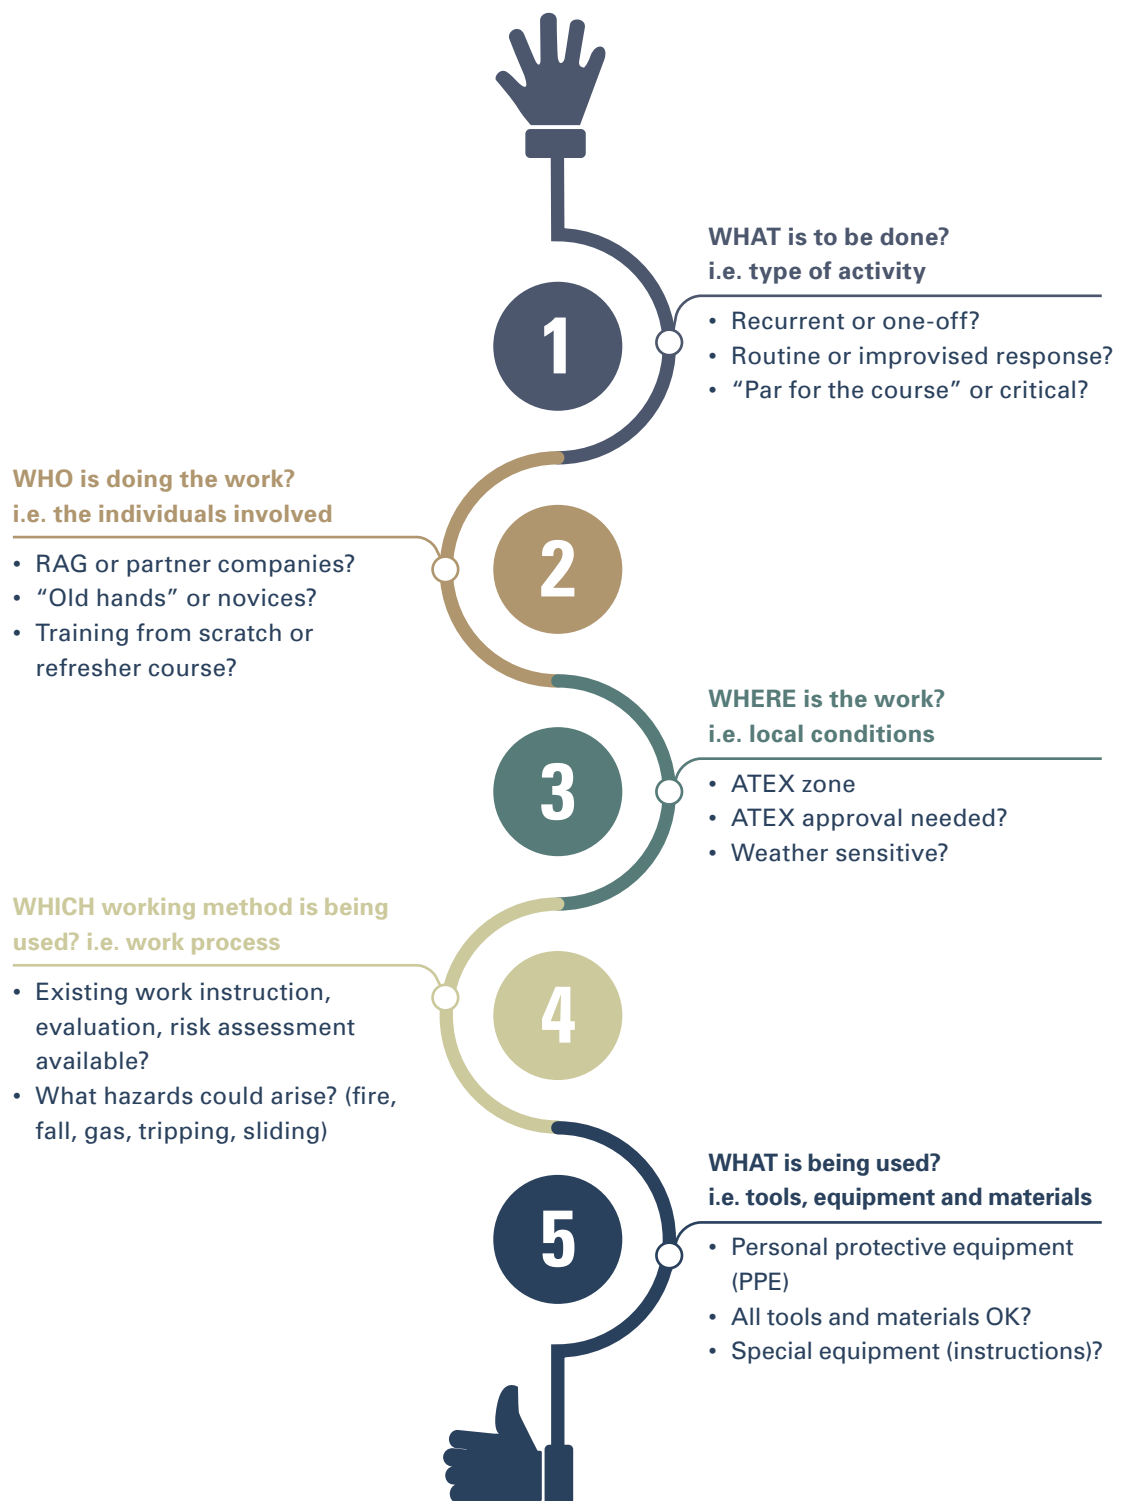 WHAT is to be done?
i.e. type of activity
1
• Recurrent or one-off?
• Routine or improvised response?
• “Par for the course” or critical?
WHO is doing the work?
i.e. the individuals involved
2
• RAG or partner companies?
• “Old hands” or novices?
• Training from scratch or
refresher course?
WHERE is the work?
i.e. local conditions
3
• ATEX zone
• ATEX approval needed?
• Weather sensitive?
WHICH working method is being
used? i.e. work process
4
• Existing work instruction,
evaluation, risk assessment
available?
• What hazards could arise? (fire,
fall, gas, tripping, sliding)
WHAT is being used?
i.e. tools, equipment and materials
5
• Personal protective equipment
(PPE)
• All tools and materials OK?
• Special equipment (instructions)?